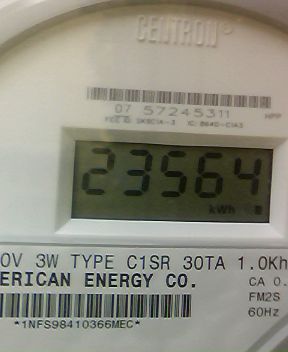 CENTRON®
07 57245311 HPP
23564
kWh
0V 3W TYPE C1SR 30TA 1.0Kh
ERICAN ENERGY CO.
CA 0.
FM2S
60Hz
*1NFS98410366MEC*